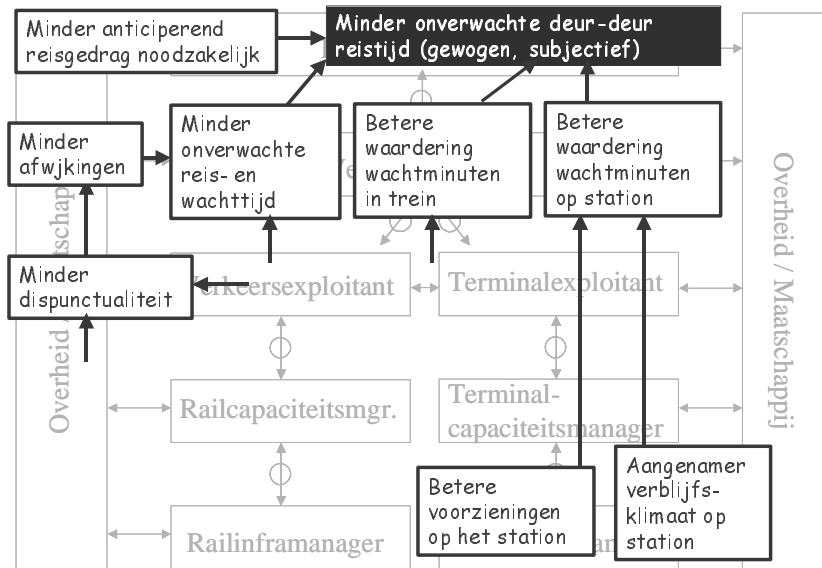 Minder anticiperend
reisgedrag noodzakelijk
Minder onverwachte deur-deur
reistijd (gewogen, subjectief)
Minder
afwjkingen
Minder
onverwachte
reis- en
wachttijd
Betere
waardering
wachtminuten
in trein
Betere
waardering
wachtminuten
op station
Minder
dispunctualiteit
Verkeersexploitant
Terminalexploitant
Overheid /
Overheid / Maatschappij
Railcapaciteitsmgr.
Terminal-
capaciteitsmanager
Betere
voorzieningen
op het station
Aangenamer
verblijfs-
klimaat op
station
Railinframanager